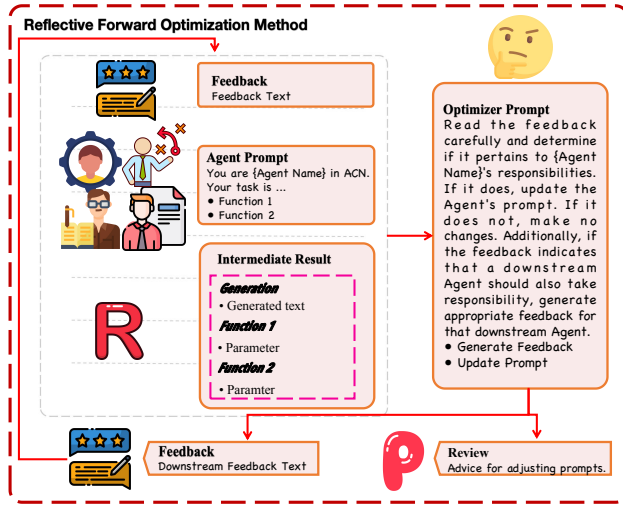 Reflective Forward Optimization Method
Feedback
Feedback Text
Agent Prompt
You are {Agent Name} in ACN.
Your task is ...
• Function 1
• Function 2
Intermediate Result
Generation
• Generated text
Function 1
• Parameter
Function 2
• Paramter
R
Optimizer Prompt
Read the feedback
carefully and determine
if it pertains to {Agent
Name}'s responsibilities.
If it does, update the
Agent's prompt. If it
does not, make no
changes. Additionally, if
the feedback indicates
that a downstream
Agent should also take
responsibility, generate
appropriate feedback for
that downstream Agent.
• Generate Feedback
• Update Prompt
Feedback
Downstream Feedback Text
P
Review
Advice for adjusting prompts.